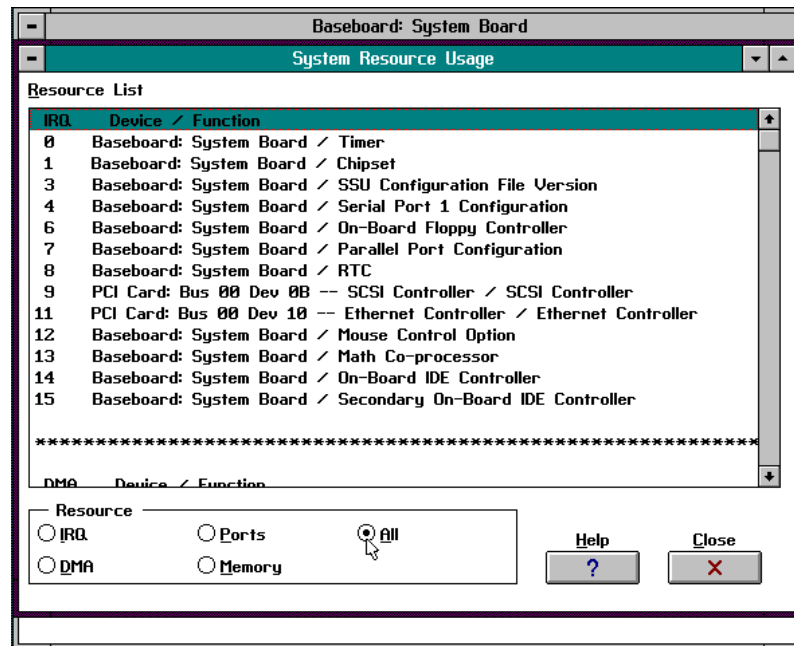 Baseboard: System Board
System Resource Usage
Resource List
IRQ Device / Function
0 Baseboard: System Board / Timer
1 Baseboard: System Board / Chipset
3 Baseboard: System Board / SSU Configuration File Version
4 Baseboard: System Board / Serial Port 1 Configuration
6 Baseboard: System Board / On-Board Floppy Controller
7 Baseboard: System Board / Parallel Port Configuration
8 Baseboard: System Board / RTC
9 PCI Card: Bus 00 Dev 0B -- SCSI Controller / SCSI Controller
11 PCI Card: Bus 00 Dev 10 -- Ethernet Controller / Ethernet Controller
12 Baseboard: System Board / Mouse Control Option
13 Baseboard: System Board / Math Co-processor
14 Baseboard: System Board / On-Board IDE Controller
15 Baseboard: System Board / Secondary On-Board IDE Controller
************************************************************
DMA Device / Function
Resource
IRQ Ports All
DMA Memory
Help Close
?